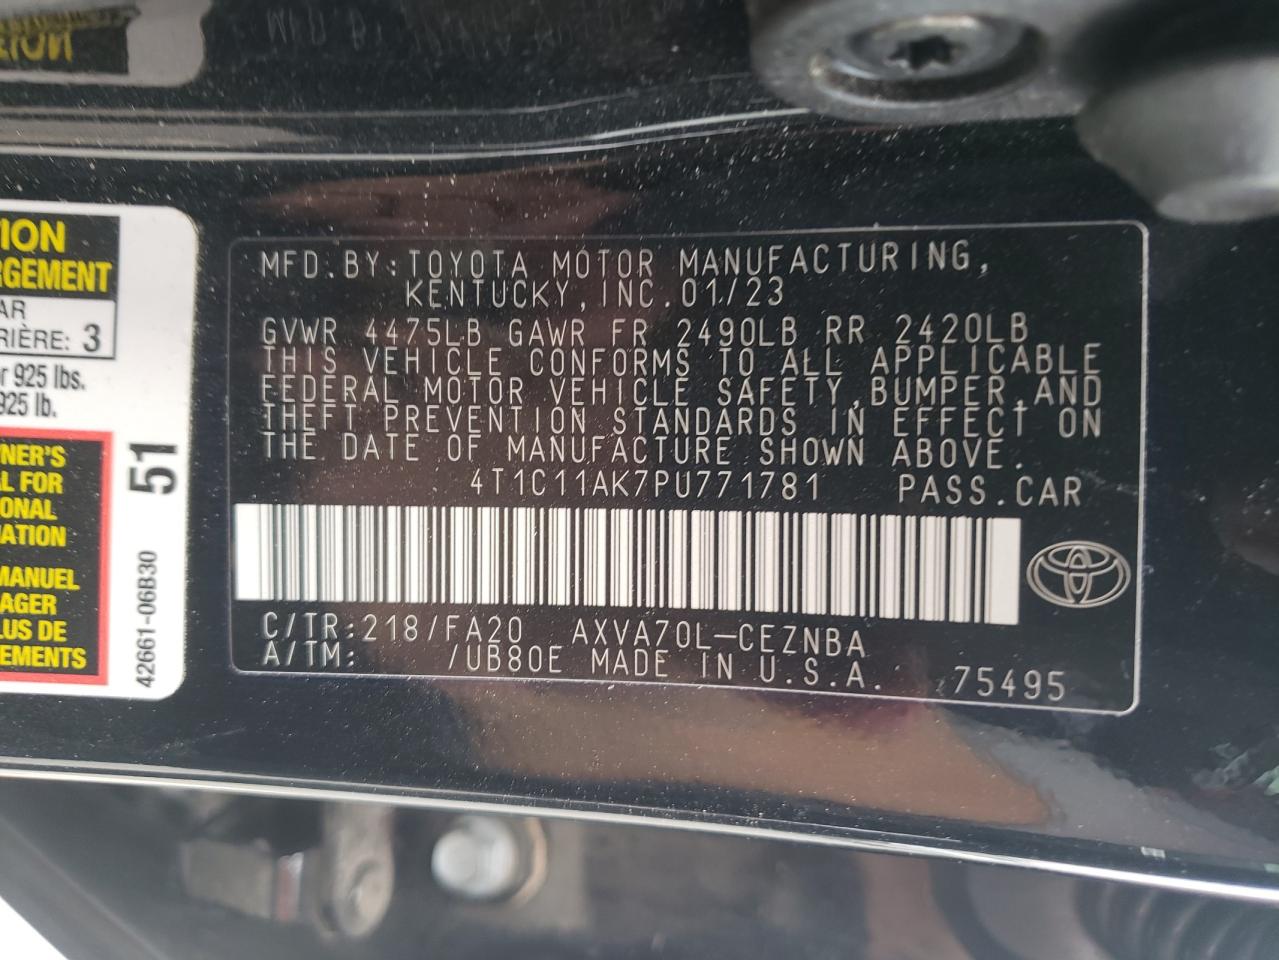 TION
RGEMENT
AR
RIÈRE: 3
r 925 lbs.
925 lb.
NER'S
L FOR
ONAL
ATION
MANUEL
AGER
LUS DE
EMENTS
51
42661-06B30
MFD.BY:TOYOTA MOTOR MANUFACTURING,
KENTUCKY,INC.01/23
GVWR 4475LB GAWR FR 2490LB RR 2420LB
THIS VEHICLE CONFORMS TO ALL APPLICABLE
FEDERAL MOTOR VEHICLE SAFETY,BUMPER,AND
THEFT PREVENTION STANDARDS IN EFFECT ON
THE DATE OF MANUFACTURE SHOWN ABOVE.
4T1C11AK7PU771781 PASS.CAR
C/TR:218/FA20 AXVA70L-CEZNBA
A/TM: /UB80E MADE IN U.S.A. 75495